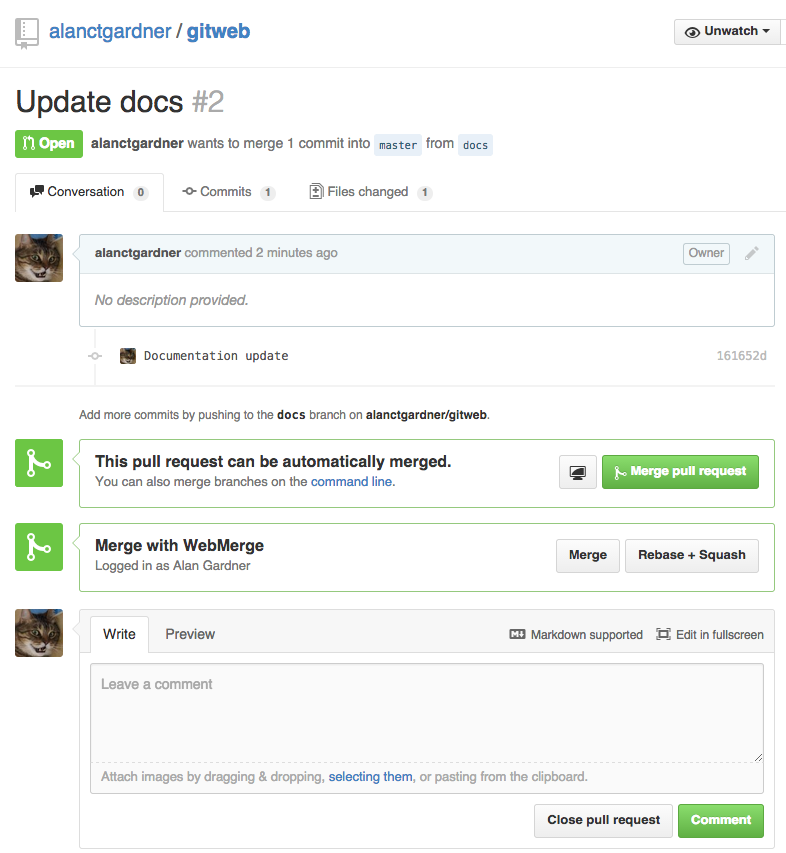 alanctgardner / gitweb
Unwatch
Update docs #2
Open alanctgardner wants to merge 1 commit into master from docs
Conversation 0 Commits 1 Files changed 1
alanctgardner commented 2 minutes ago Owner
No description provided.
Documentation update 161652d
Add more commits by pushing to the docs branch on alanctgardner/gitweb.
This pull request can be automatically merged.
You can also merge branches on the command line.
Merge pull request
Merge with WebMerge
Logged in as Alan Gardner
Merge Rebase + Squash
Write Preview Markdown supported Edit in fullscreen
Leave a comment
Attach images by dragging & dropping, selecting them, or pasting from the clipboard.
Close pull request Comment